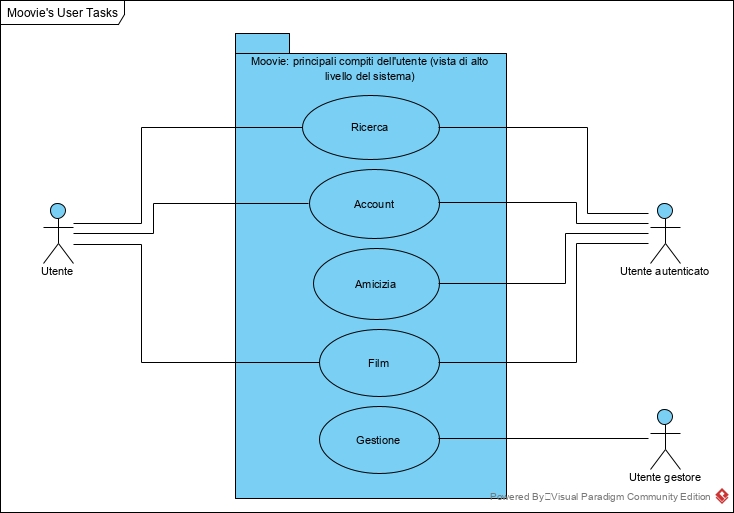 Moovie's User Tasks
Moovie: principali compiti dell'utente (vista di alto
livello del sistema)
Ricerca
Account
Utente
Utente autenticato
Amicizia
Film
Gestione
Utente gestore
Powered By Visual Paradigm Community Edition